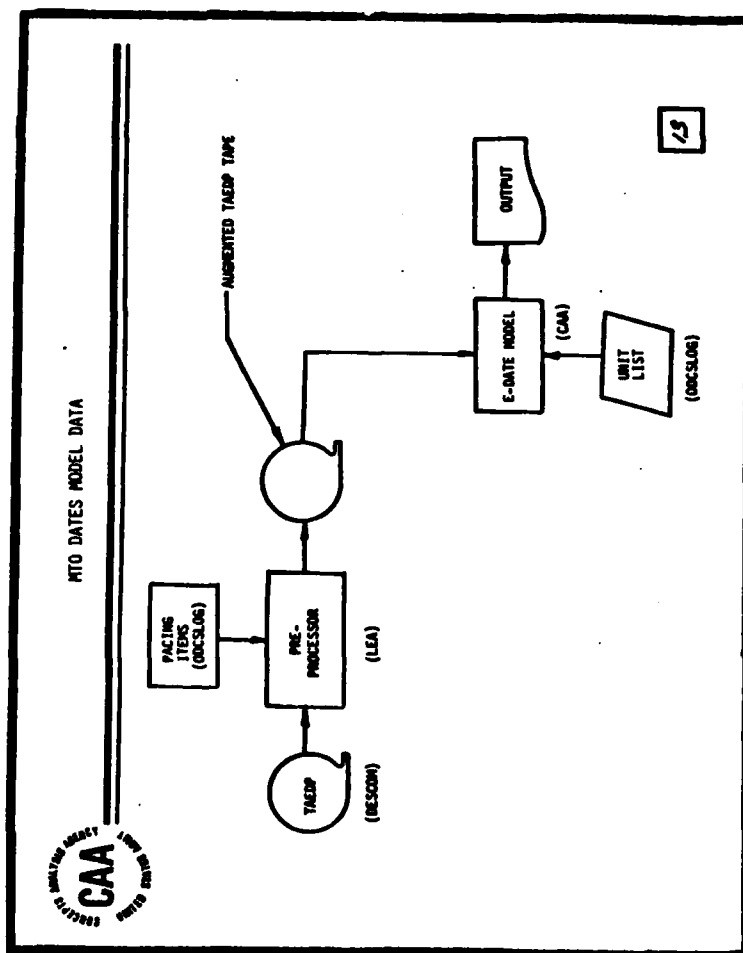 CONCEPTS ANALYSIS AGENCY
CAA
UNITED STATES ARMY
MTO DATES MODEL DATA
PACING
ITEMS
(ODCSLOG)
AUGMENTED TAEDP TAPE
TAEDP
(DESCOM)
PRE-
PROCESSOR
(LEA)
E-DATE MODEL
(CAA)
OUTPUT
UNIT
LIST
(ODCSLOG)
13